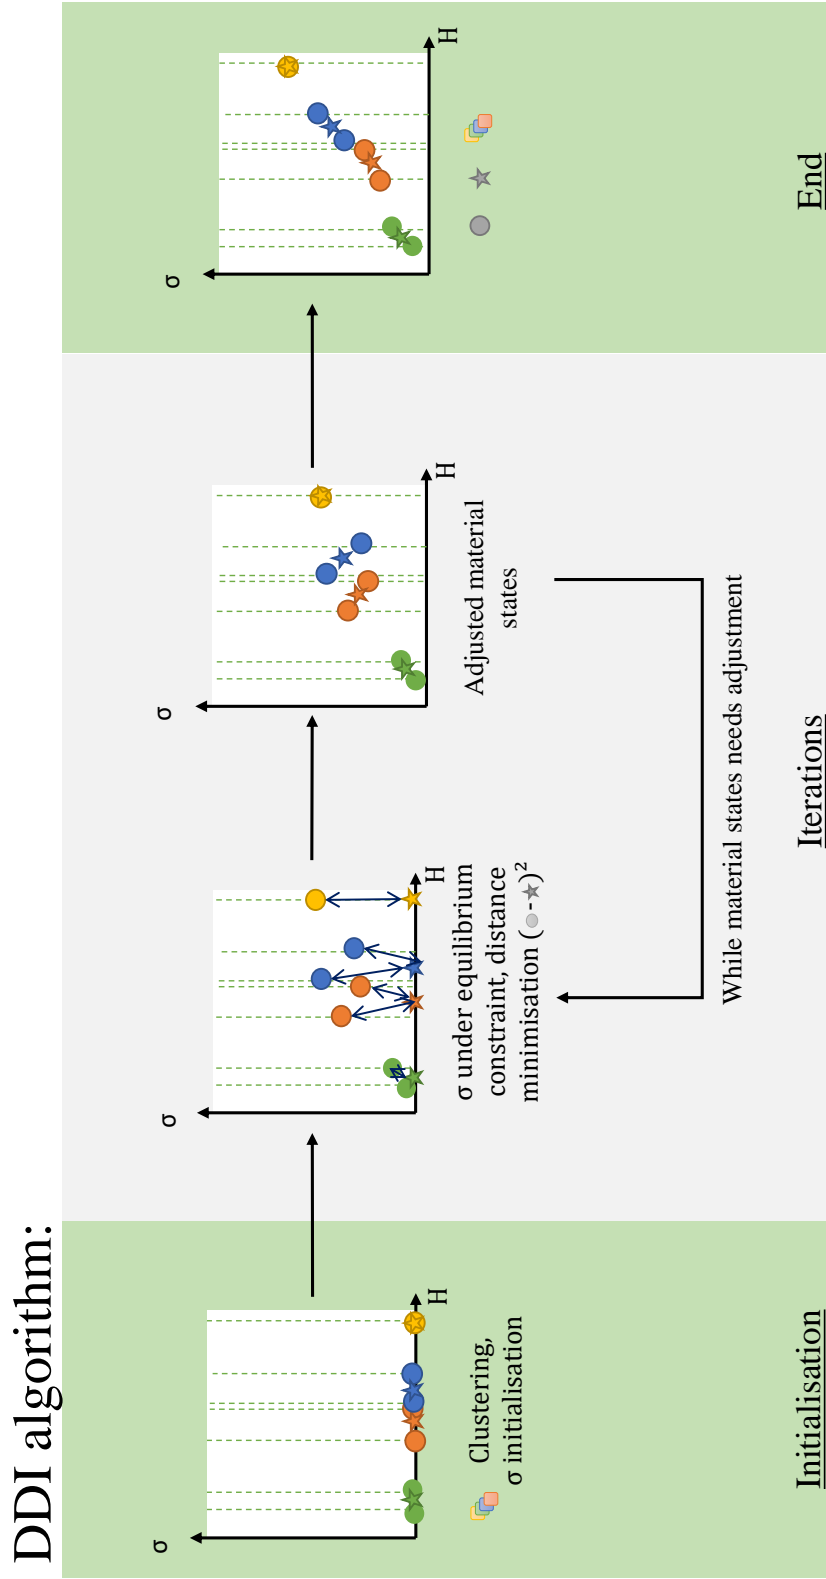 DDI algorithm:
σ
H
Clustering,
σ initialisation
Initialisation
σ
H
σ under equilibrium
constraint, distance
minimisation (●-★)²
σ
H
Adjusted material
states
While material states needs adjustment
Iterations
σ
H
End